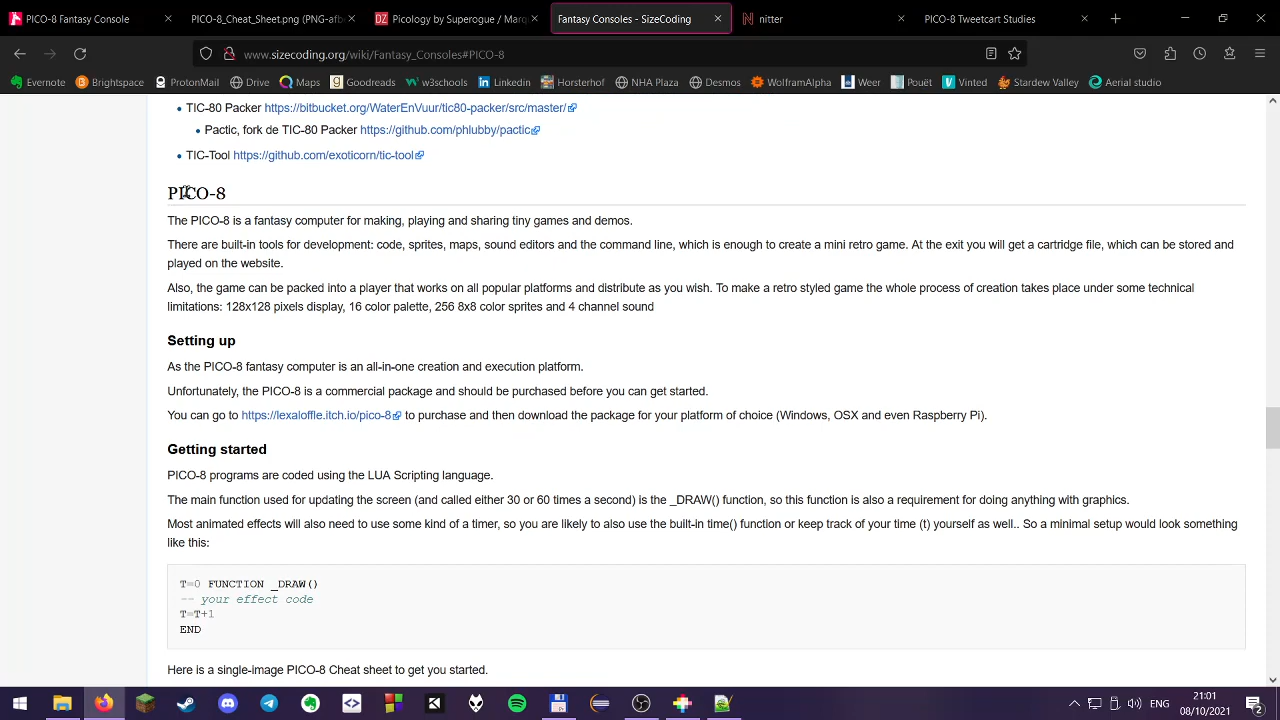 PICO-8 Fantasy Console
PICO-8_Cheat_Sheet.png (PNG-afb
Picology by Superogue / Marq
Fantasy Consoles - SizeCoding
nitter
PICO-8 Tweetcart Studies
www.sizecoding.org/wiki/Fantasy_Consoles#PICO-8
Evernote Brightspace ProtonMail Drive Maps Goodreads w3schools Linkedin Horsterhof NHA Plaza Desmos WolframAlpha Weer Pouët Vinted Stardew Valley Aerial studio
• TIC-80 Packer https://bitbucket.org/WaterEnVuur/tic80-packer/src/master/
• Pactic, fork de TIC-80 Packer https://github.com/phlubby/pactic
• TIC-Tool https://github.com/exoticorn/tic-tool
PICO-8
The PICO-8 is a fantasy computer for making, playing and sharing tiny games and demos.
There are built-in tools for development: code, sprites, maps, sound editors and the command line, which is enough to create a mini retro game. At the exit you will get a cartridge file, which can be stored and
played on the website.
Also, the game can be packed into a player that works on all popular platforms and distribute as you wish. To make a retro styled game the whole process of creation takes place under some technical
limitations: 128x128 pixels display, 16 color palette, 256 8x8 color sprites and 4 channel sound
Setting up
As the PICO-8 fantasy computer is an all-in-one creation and execution platform.
Unfortunately, the PICO-8 is a commercial package and should be purchased before you can get started.
You can go to https://lexaloffle.itch.io/pico-8 to purchase and then download the package for your platform of choice (Windows, OSX and even Raspberry Pi).
Getting started
PICO-8 programs are coded using the LUA Scripting language.
The main function used for updating the screen (and called either 30 or 60 times a second) is the _DRAW() function, so this function is also a requirement for doing anything with graphics.
Most animated effects will also need to use some kind of a timer, so you are likely to also use the built-in time() function or keep track of your time (t) yourself as well.. So a minimal setup would look something
like this:
T=0 FUNCTION _DRAW()
-- your effect code
T=T+1
END
Here is a single-image PICO-8 Cheat sheet to get you started.
ENG
21:01
08/10/2021
2